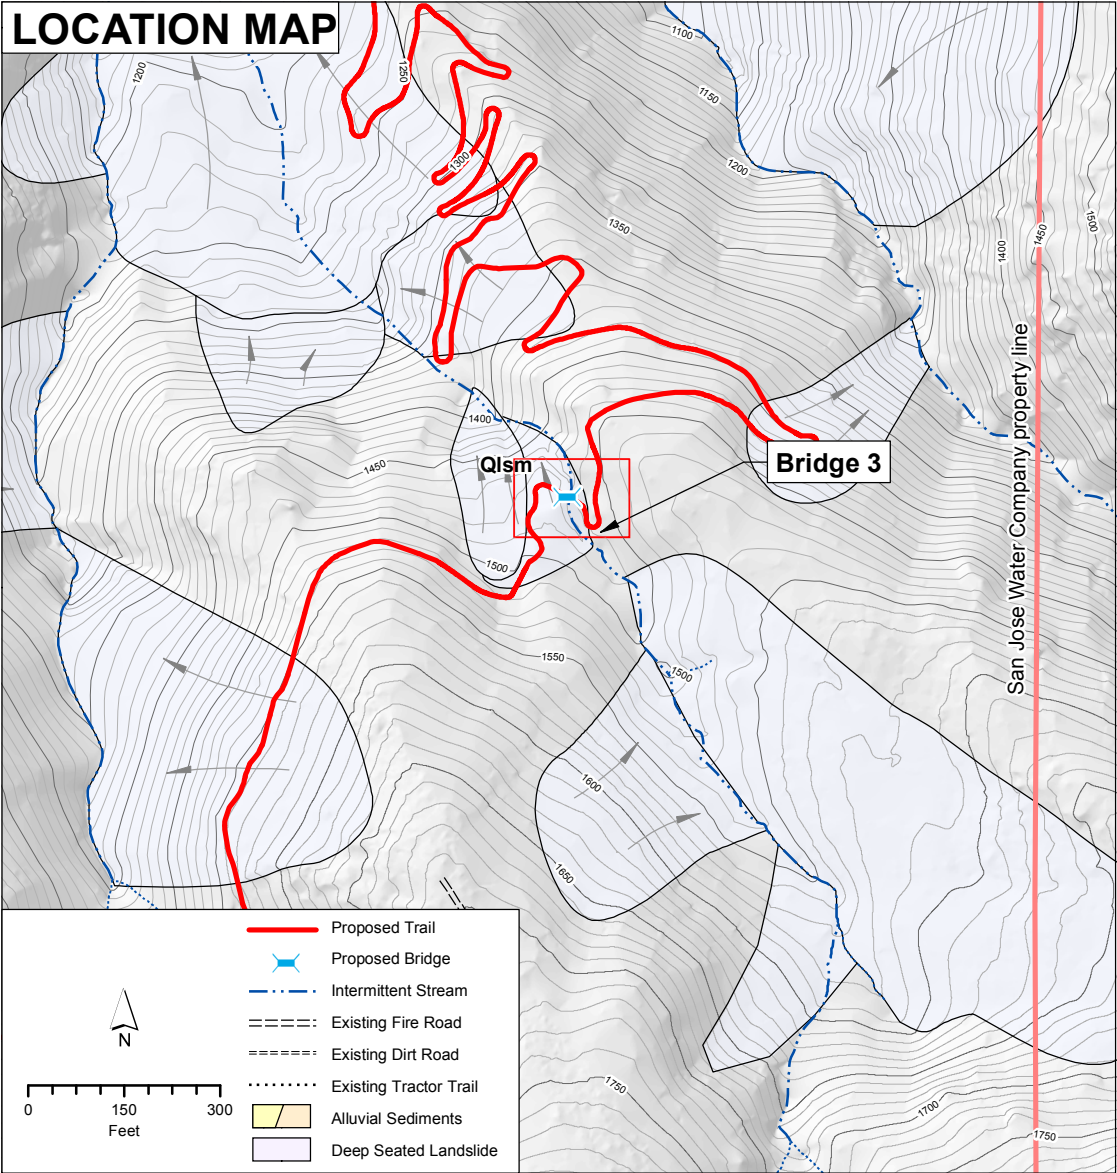 LOCATION MAP
1100
1200
1250
1150
1300
1200
1350
1500
1450
1400
1400
San Jose Water Company property line
1450
Qlsm
Bridge 3
1500
1550
1500
1600
1650
Proposed Trail
Proposed Bridge
Intermittent Stream
Existing Fire Road
N
Existing Dirt Road
Existing Tractor Trail
0 150 300
Feet
Alluvial Sediments
Deep Seated Landslide
1750
1700
1750